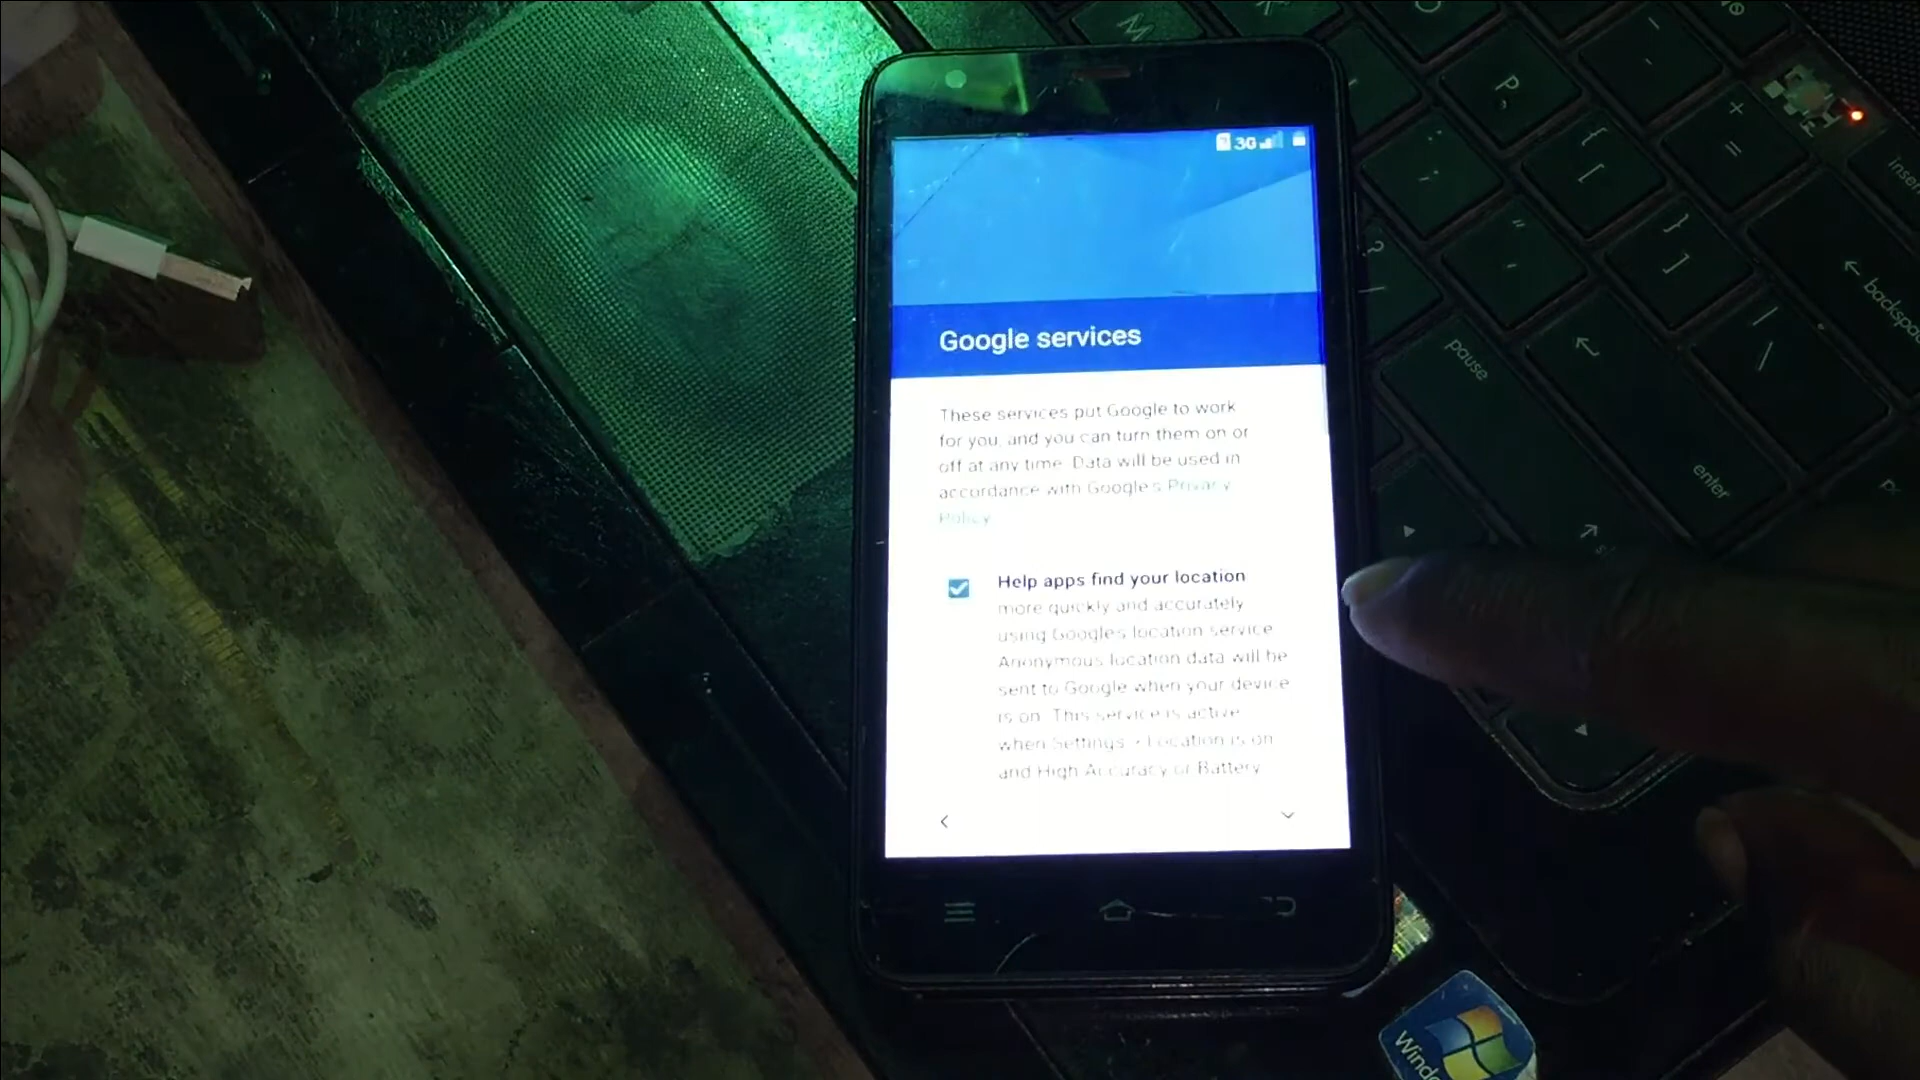 3G
Google services
These services put Google to work
for you, and you can turn them on or
off at any time. Data will be used in
accordance with Google's Privacy
Policy.
Help apps find your location
more quickly and accurately
using Google's location service.
Anonymous location data will be
sent to Google when your device
is on. This service is active
when Settings > Location is on
and High Accuracy or Battery
M
K
O
P
-
_
+
=
{
[
:
;
"
'
}
]
?
/
|
\
insert
backspace
pause
enter
Windo